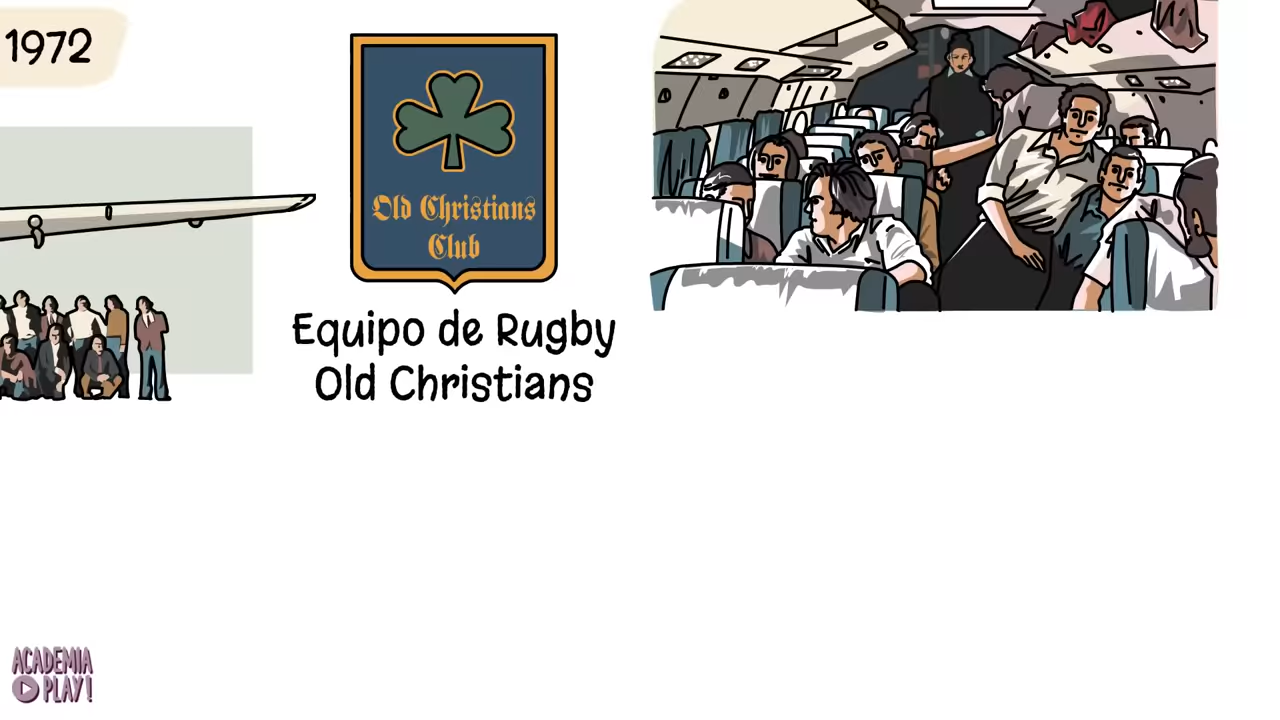 1972
Old Christians
Club
Equipo de Rugby
Old Christians
ACADEMIA
PLAY!